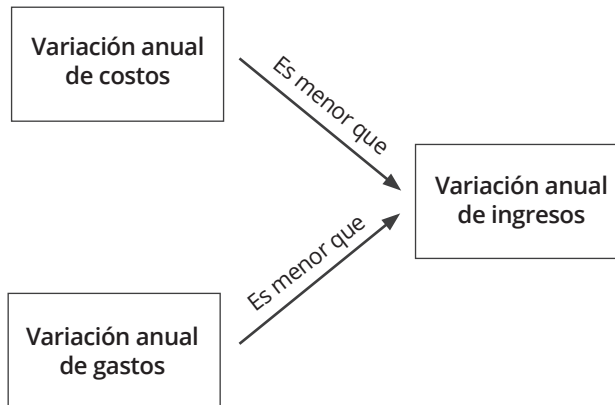 Variación anual
de costos
Es menor que
Variación anual
de ingresos
Es menor que
Variación anual
de gastos